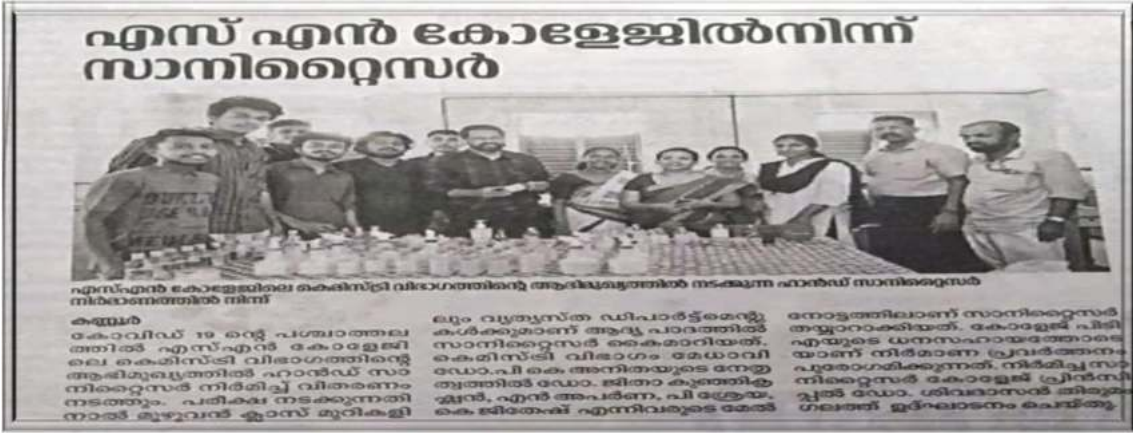 എസ് എൻ കോളേജിൽനിന്ന്
സാനിറ്റൈസർ
എസ്എൻ കോളേജിലെ കെമിസ്ട്രി വിഭാഗത്തിന്റെ ആഭിമുഖ്യത്തിൽ നടക്കുന്ന ഹാൻഡ് സാനിറ്റൈസർ
നിർമാണത്തിൽ നിന്ന്
കണ്ണൂർ
കോവിഡ് 19 ന്റെ പശ്ചാത്തല
ത്തിൽ എസ്എൻ കോളേജി
ലെ കെമിസ്ട്രി വിഭാഗത്തിന്റെ
ആഭിമുഖ്യത്തിൽ ഹാൻഡ് സാ
നിറ്റൈസർ നിർമിച്ച് വിതരണം
നടത്തും. പരീക്ഷ നടക്കുന്നതി
നാൽ മുഴുവൻ ക്ലാസ് മുറികളി
ലും വ്യത്യസ്ത ഡിപാർട്ട്മെന്റു
കൾക്കുമാണ് ആദ്യ പാദത്തിൽ
സാനിറ്റൈസർ കൈമാറിയത്.
കെമിസ്ട്രി വിഭാഗം മേധാവി
ഡോ.പി കെ അനിതയുടെ നേതൃ
ത്വത്തിൽ ഡോ. ജിതാ കുഞ്ഞികൃ
ഷ്ണൻ, എൻ അപർണ, പി ശ്രേയ,
കെ ജിതേഷ് എന്നിവരുടെ മേൽ
നോട്ടത്തിലാണ് സാനിറ്റൈസർ
തയ്യാറാക്കിയത്. കോളേജ് പിടി
എയുടെ ധനസഹായത്തോടെ
യാണ് നിർമാണ പ്രവർത്തനം
പുരോഗമിക്കുന്നത്. നിർമിച്ച സാ
നിറ്റൈസർ കോളേജ് പ്രിൻസി
പ്പൽ ഡോ. ശിവദാസൻ തിരുമ
ംഗലത്ത് ഉദ്ഘാടനം ചെയ്തു.